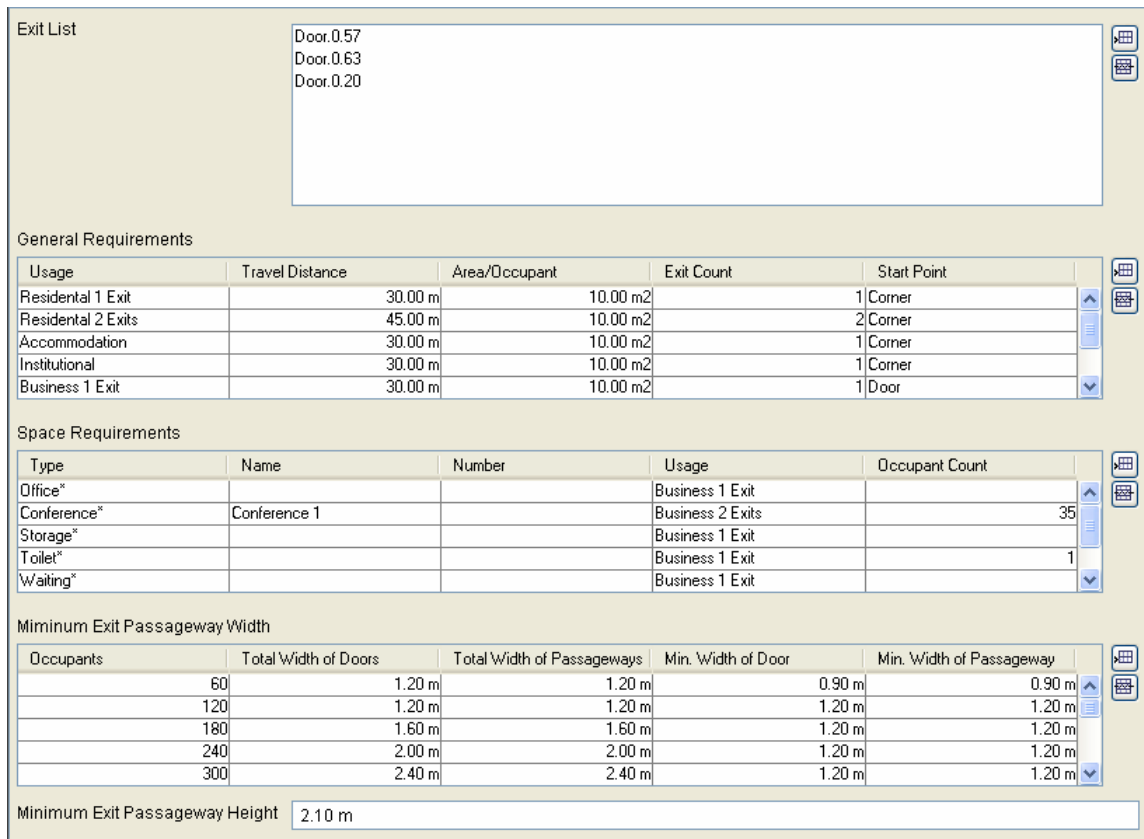 Exit List
Door.0.57
Door.0.63
Door.0.20
General Requirements
Usage Travel Distance Area/Occupant Exit Count Start Point
Residental 1 Exit 30.00 m 10.00 m2 1 Corner
Residental 2 Exits 45.00 m 10.00 m2 2 Corner
Accommodation 30.00 m 10.00 m2 1 Corner
Institutional 30.00 m 10.00 m2 1 Corner
Business 1 Exit 30.00 m 10.00 m2 1 Door
Space Requirements
Type Name Number Usage Occupant Count
Office* Business 1 Exit
Conference* Conference 1 Business 2 Exits 35
Storage* Business 1 Exit
Toilet* Business 1 Exit 1
Waiting* Business 1 Exit
Miminum Exit Passageway Width
Occupants Total Width of Doors Total Width of Passageways Min. Width of Door Min. Width of Passageway
60 1.20 m 1.20 m 0.90 m 0.90 m
120 1.20 m 1.20 m 1.20 m 1.20 m
180 1.60 m 1.60 m 1.20 m 1.20 m
240 2.00 m 2.00 m 1.20 m 1.20 m
300 2.40 m 2.40 m 1.20 m 1.20 m
Minimum Exit Passageway Height 2.10 m